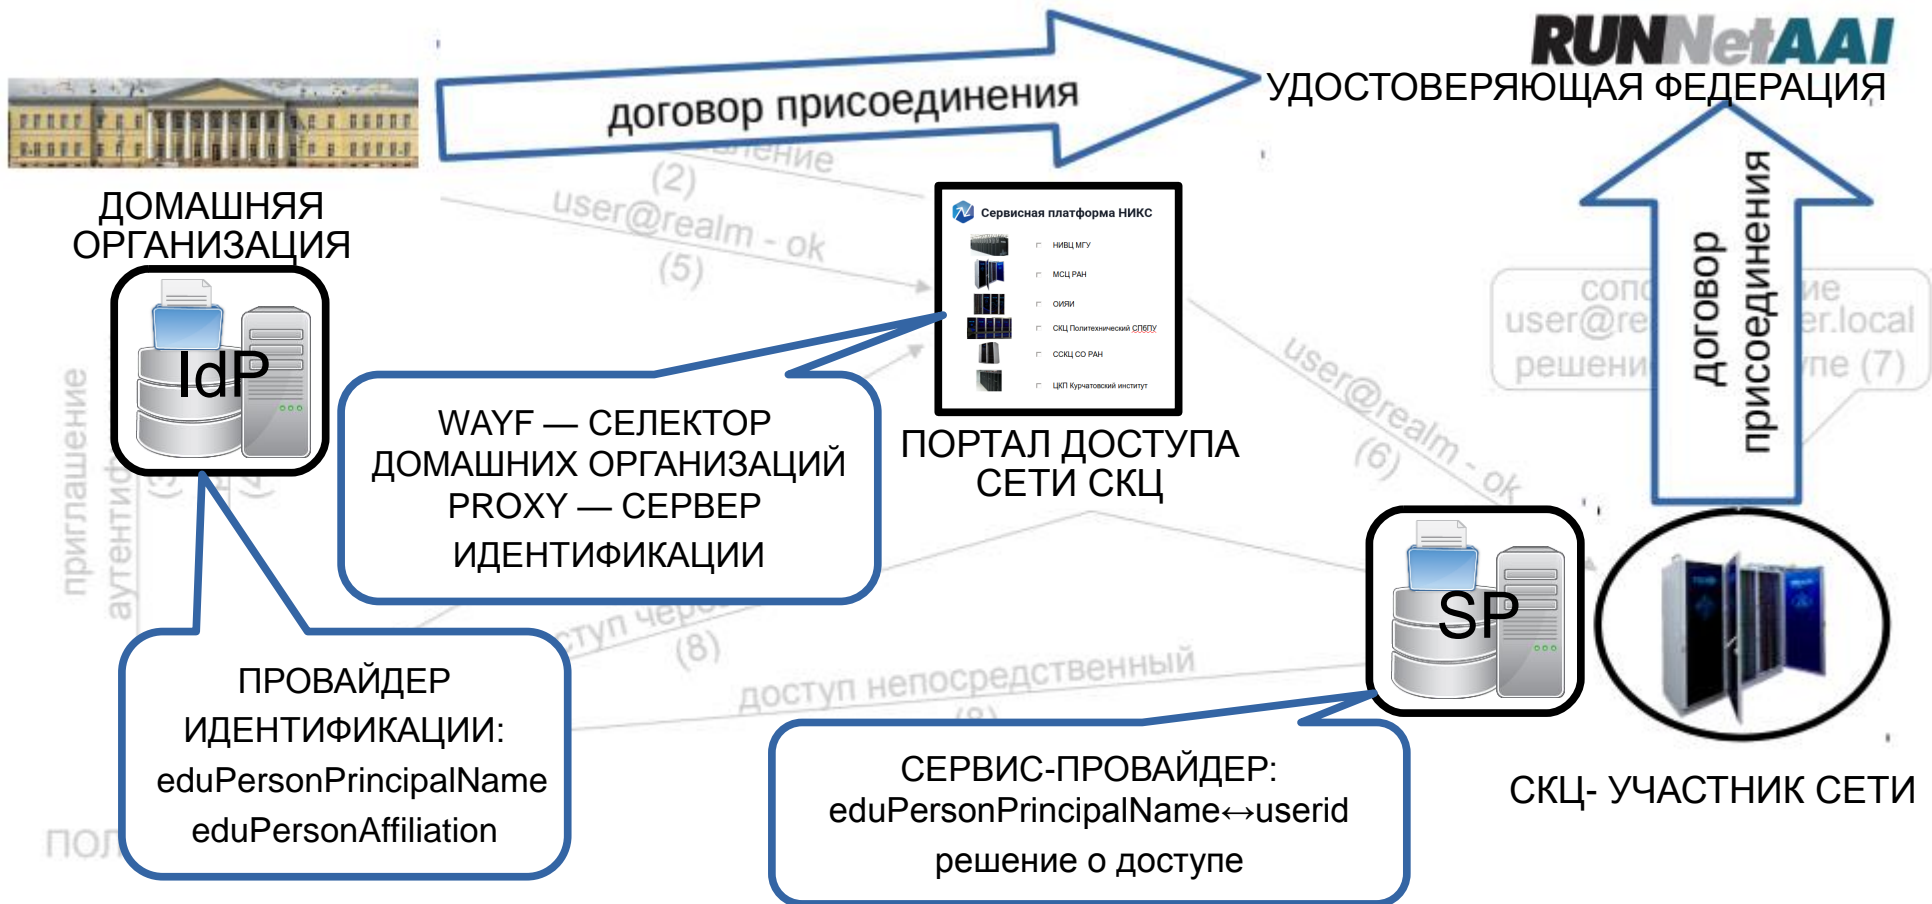 RUNNetAAI
УДОСТОВЕРЯЮЩАЯ ФЕДЕРАЦИЯ
договор присоединения
ДОМАШНЯЯ
ОРГАНИЗАЦИЯ
IdP
(2)
user@realm - ok
(5)
Сервисная платформа НИКС
НИВЦ МГУ
МСЦ РАН
ОИЯИ
СКЦ Политехнический СПбПУ
ССКЦ СО РАН
ЦКП Курчатовский институт
ПОРТАЛ ДОСТУПА
СЕТИ СКЦ
WAYF — СЕЛЕКТОР
ДОМАШНИХ ОРГАНИЗАЦИЙ
PROXY — СЕРВЕР
ИДЕНТИФИКАЦИИ
user@realm - ok
(6)
договор
присоединения
(7)
приглашение
SP
СКЦ- УЧАСТНИК СЕТИ
(8)
доступ непосредственный
(8)
ПРОВАЙДЕР
ИДЕНТИФИКАЦИИ:
eduPersonPrincipalName
eduPersonAffiliation
СЕРВИС-ПРОВАЙДЕР:
eduPersonPrincipalName↔userid
решение о доступе